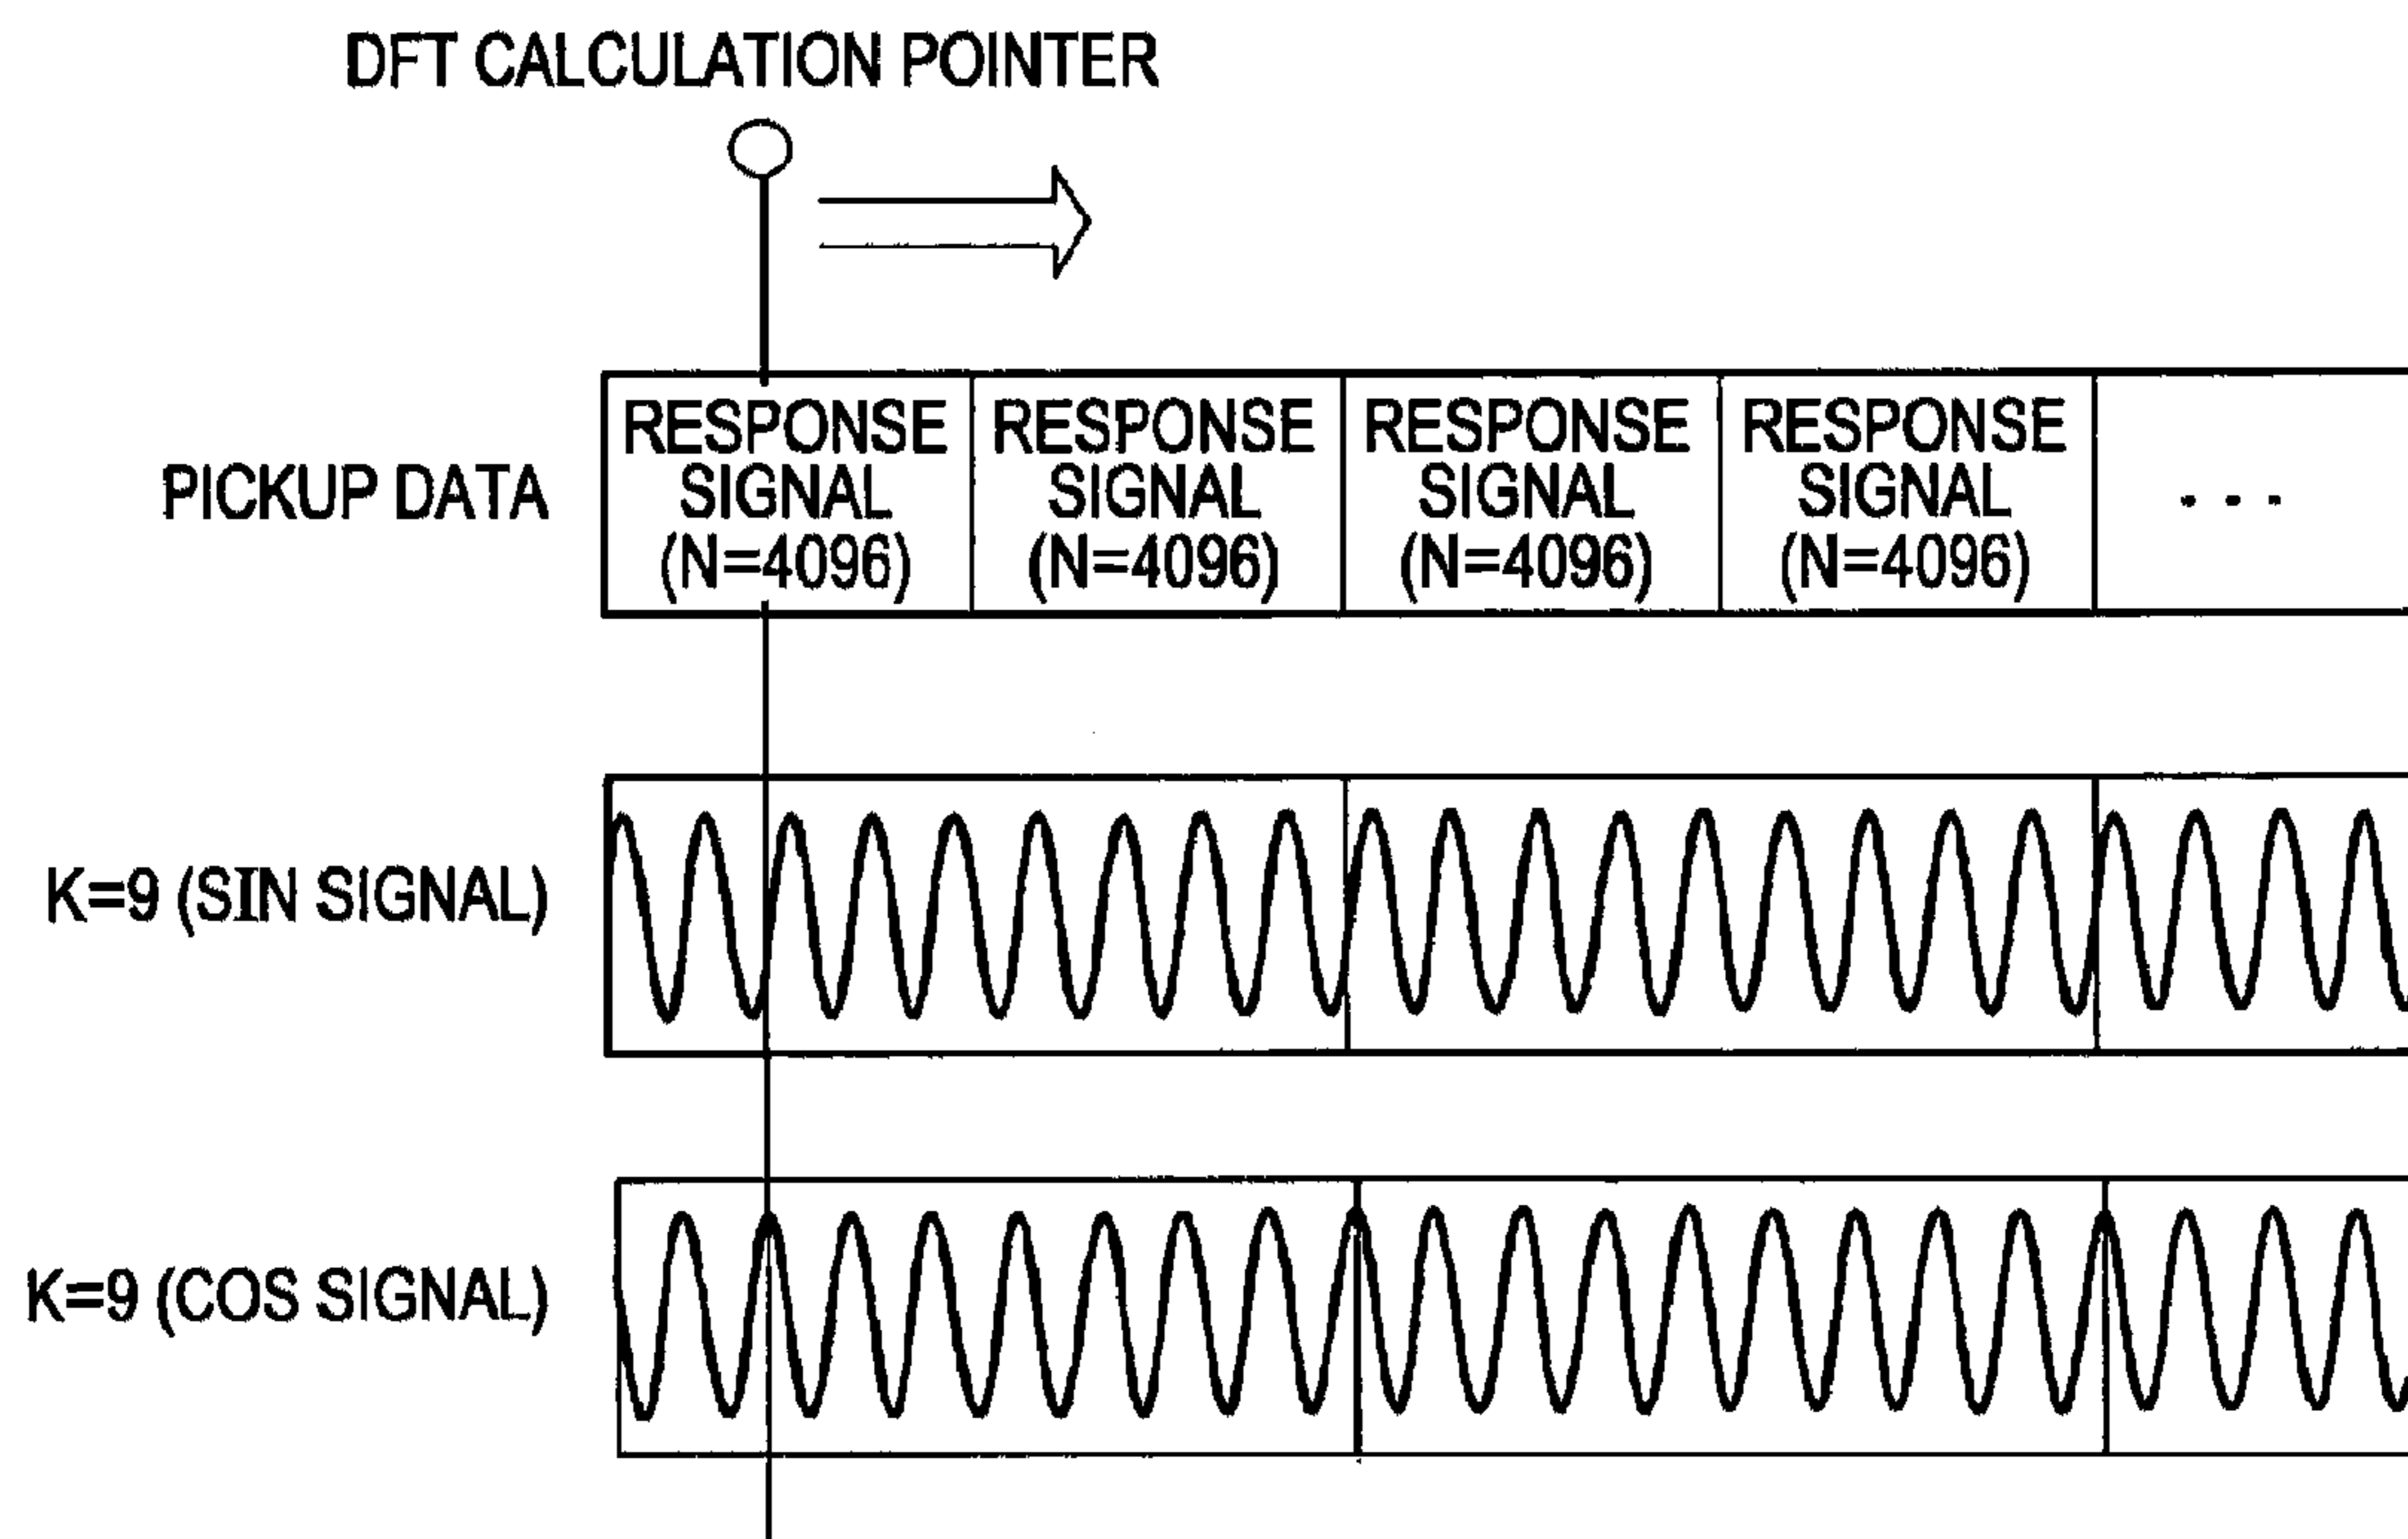 DFT CALCULATION POINTER
PICKUP DATA
RESPONSE
SIGNAL
(N=4096)
RESPONSE
SIGNAL
(N=4096)
RESPONSE
SIGNAL
(N=4096)
RESPONSE
SIGNAL
(N=4096)
...
K=9 (SIN SIGNAL)
K=9 (COS SIGNAL)